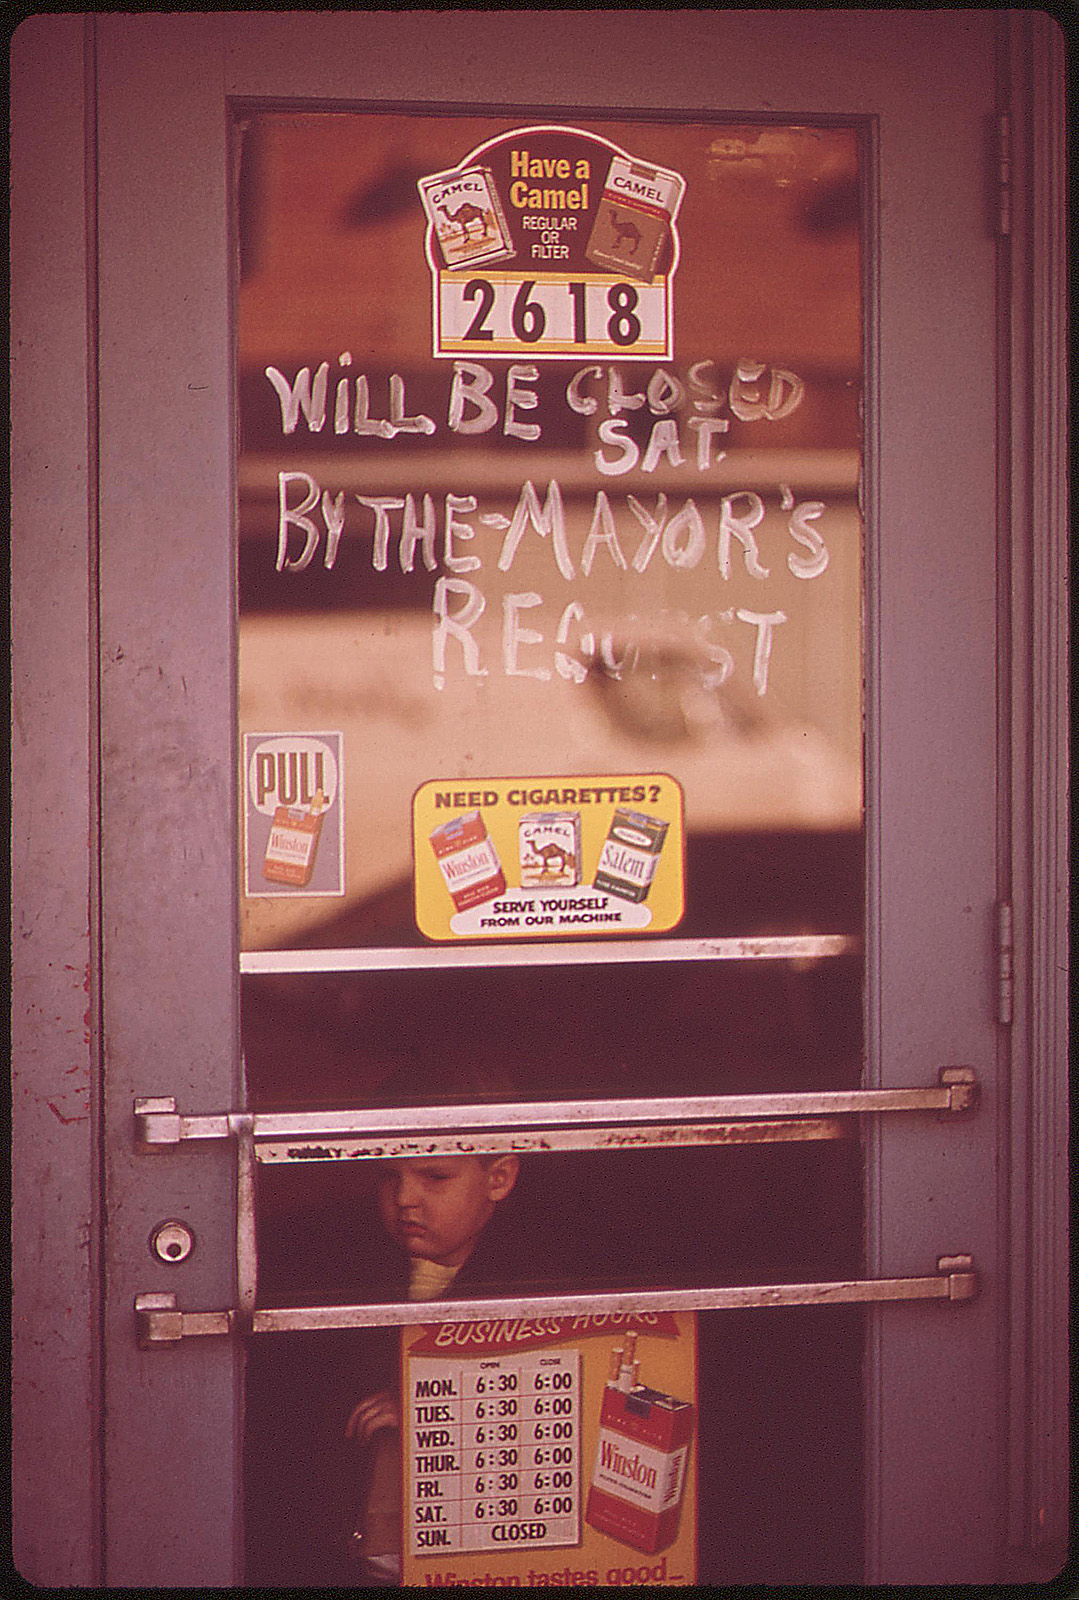 Have a
Camel
REGULAR
OR
FILTER
CAMEL
CAMEL
2618
WiLL BE CLOSED
SAT.
BY THE-MAYOR'S
REQUEST
PULL
Winston
NEED CIGARETTES?
Winston
CAMEL
Salem
SERVE YOURSELF
FROM OUR MACHINE
BUSINESS HOURS
OPEN CLOSE
MON. 6:30 6:00
TUES. 6:30 6:00
WED. 6:30 6:00
THUR. 6:30 6:00
FRI. 6:30 6:00
SAT. 6:30 6:00
SUN. CLOSED
Winston
Winston
Winston tastes good_